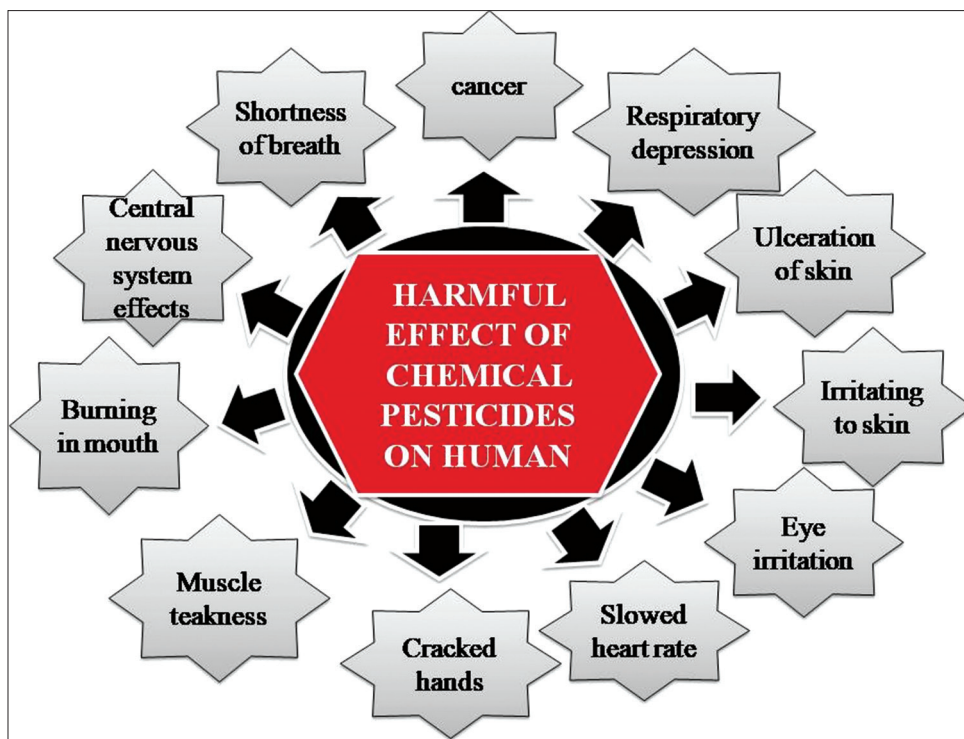 cancer
Respiratory
depression
Ulceration
of skin
Irritating
to skin
Eye
irritation
Slowed
heart rate
Cracked
hands
Muscle
teakness
Burning
in mouth
Central
nervous
system
effects
Shortness
of breath
HARMFUL
EFFECT OF
CHEMICAL
PESTICIDES
ON HUMAN